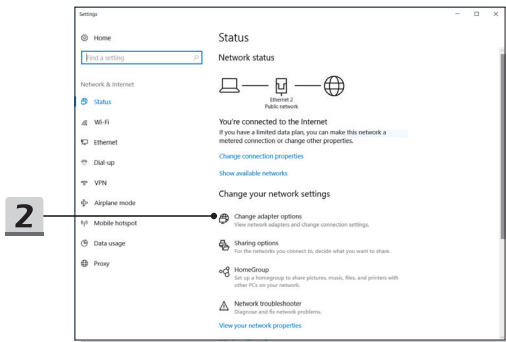 Settings
Home
Find a setting
Network & Internet
Status
Wi-Fi
Ethernet
Dial-up
VPN
Airplane mode
Mobile hotspot
Data usage
Proxy
Status
Network status
Ethernet 2
Public network
You're connected to the Internet
If you have a limited data plan, you can make this network a
metered connection or change other properties.
Change connection properties
Show available networks
Change your network settings
2
Change adapter options
View network adapters and change connection settings.
Sharing options
For the networks you connect to, decide what you want to share.
HomeGroup
Set up a homegroup to share pictures, music, files, and printers with
other PCs on your network.
Network troubleshooter
Diagnose and fix network problems.
View your network properties